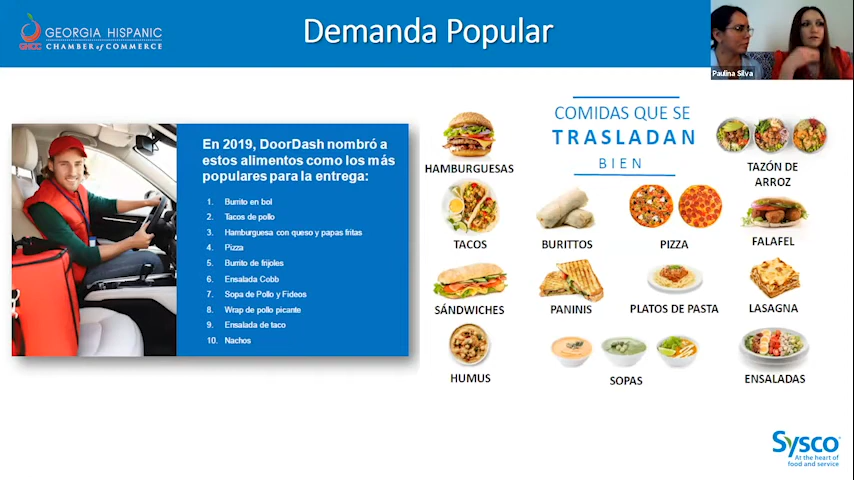 GHCC
GEORGIA HISPANIC
CHAMBER of COMMERCE
Demanda Popular
Paulina Silva
En 2019, DoorDash nombró a
estos alimentos como los más
populares para la entrega:
1. Burrito en bol
2. Tacos de pollo
3. Hamburguesa con queso y papas fritas
4. Pizza
5. Burrito de frijoles
6. Ensalada Cobb
7. Sopa de Pollo y Fideos
8. Wrap de pollo picante
9. Ensalada de taco
10. Nachos
COMIDAS QUE SE
TRASLADAN
BIEN
HAMBURGUESAS
TAZÓN DE
ARROZ
TACOS
BURITTOS
PIZZA
FALAFEL
SÁNDWICHES
PANINIS
PLATOS DE PASTA
LASAGNA
HUMUS
SOPAS
ENSALADAS
Sysco
At the heart of
food and service